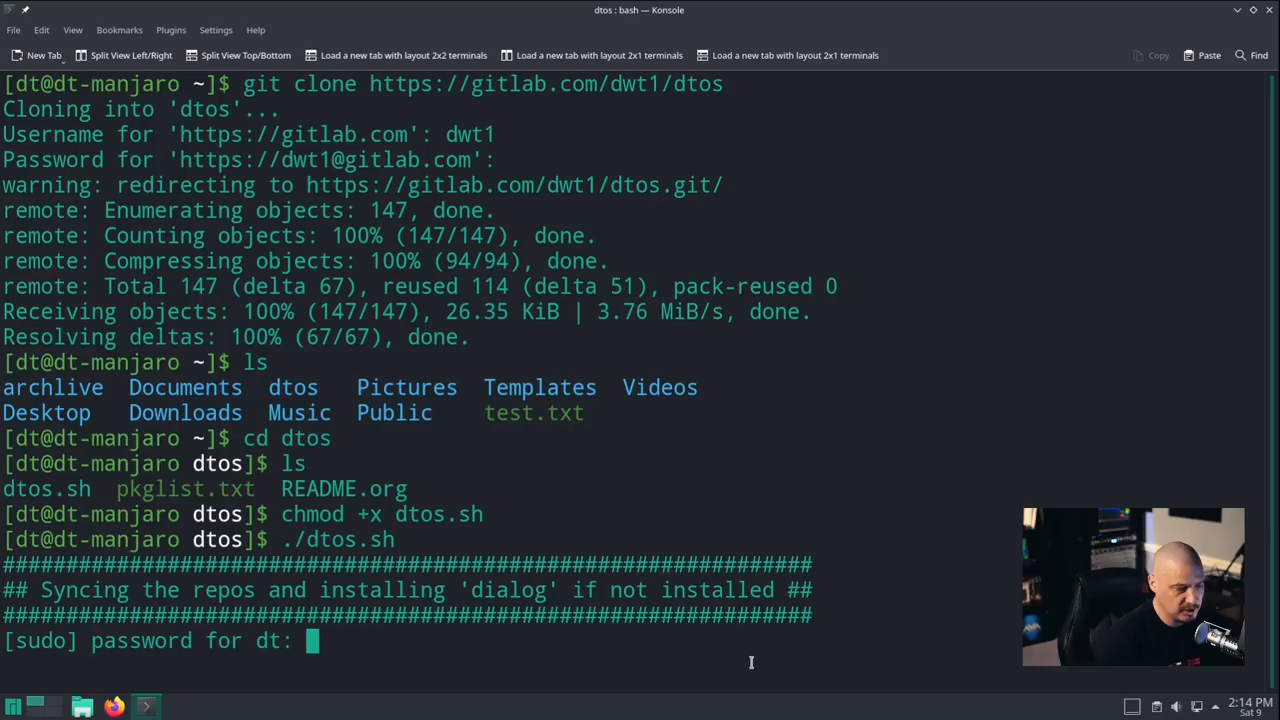 dtos : bash — Konsole
File Edit View Bookmarks Plugins Settings Help
New Tab Split View Left/Right Split View Top/Bottom Load a new tab with layout 2x2 terminals Load a new tab with layout 2x1 terminals Load a new tab with layout 1x2 terminals Copy Paste Find
[dt@dt-manjaro ~]$ git clone https://gitlab.com/dwt1/dtos
Cloning into 'dtos'...
Username for 'https://gitlab.com': dwt1
Password for 'https://dwt1@gitlab.com':
warning: redirecting to https://gitlab.com/dwt1/dtos.git/
remote: Enumerating objects: 147, done.
remote: Counting objects: 100% (147/147), done.
remote: Compressing objects: 100% (94/94), done.
remote: Total 147 (delta 67), reused 114 (delta 51), pack-reused 0
Receiving objects: 100% (147/147), 26.35 KiB | 3.76 MiB/s, done.
Resolving deltas: 100% (67/67), done.
[dt@dt-manjaro ~]$ ls
archlive Documents dtos Pictures Templates Videos
Desktop Downloads Music Public test.txt
[dt@dt-manjaro ~]$ cd dtos
[dt@dt-manjaro dtos]$ ls
dtos.sh pkglist.txt README.org
[dt@dt-manjaro dtos]$ chmod +x dtos.sh
[dt@dt-manjaro dtos]$ ./dtos.sh
################################################################
## Syncing the repos and installing 'dialog' if not installed ##
################################################################
[sudo] password for dt:
2:14 PM
Sat 9